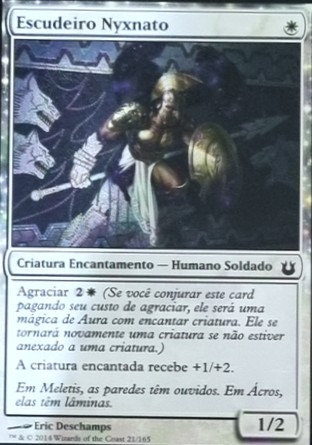 Escudeiro Nyxnato
Criatura Encantamento — Humano Soldado
Agraciar 2 (Se você conjurar este card
pagando seu custo de agraciar, ele será uma
mágica de Aura com encantar criatura. Ele se
tornará novamente uma criatura se não estiver
anexado a uma criatura.)
A criatura encantada recebe +1/+2.
Em Meletis, as paredes têm ouvidos. Em Ácros,
elas têm lâminas.
Eric Deschamps
™ & © 2014 Wizards of the Coast 21/165
1/2